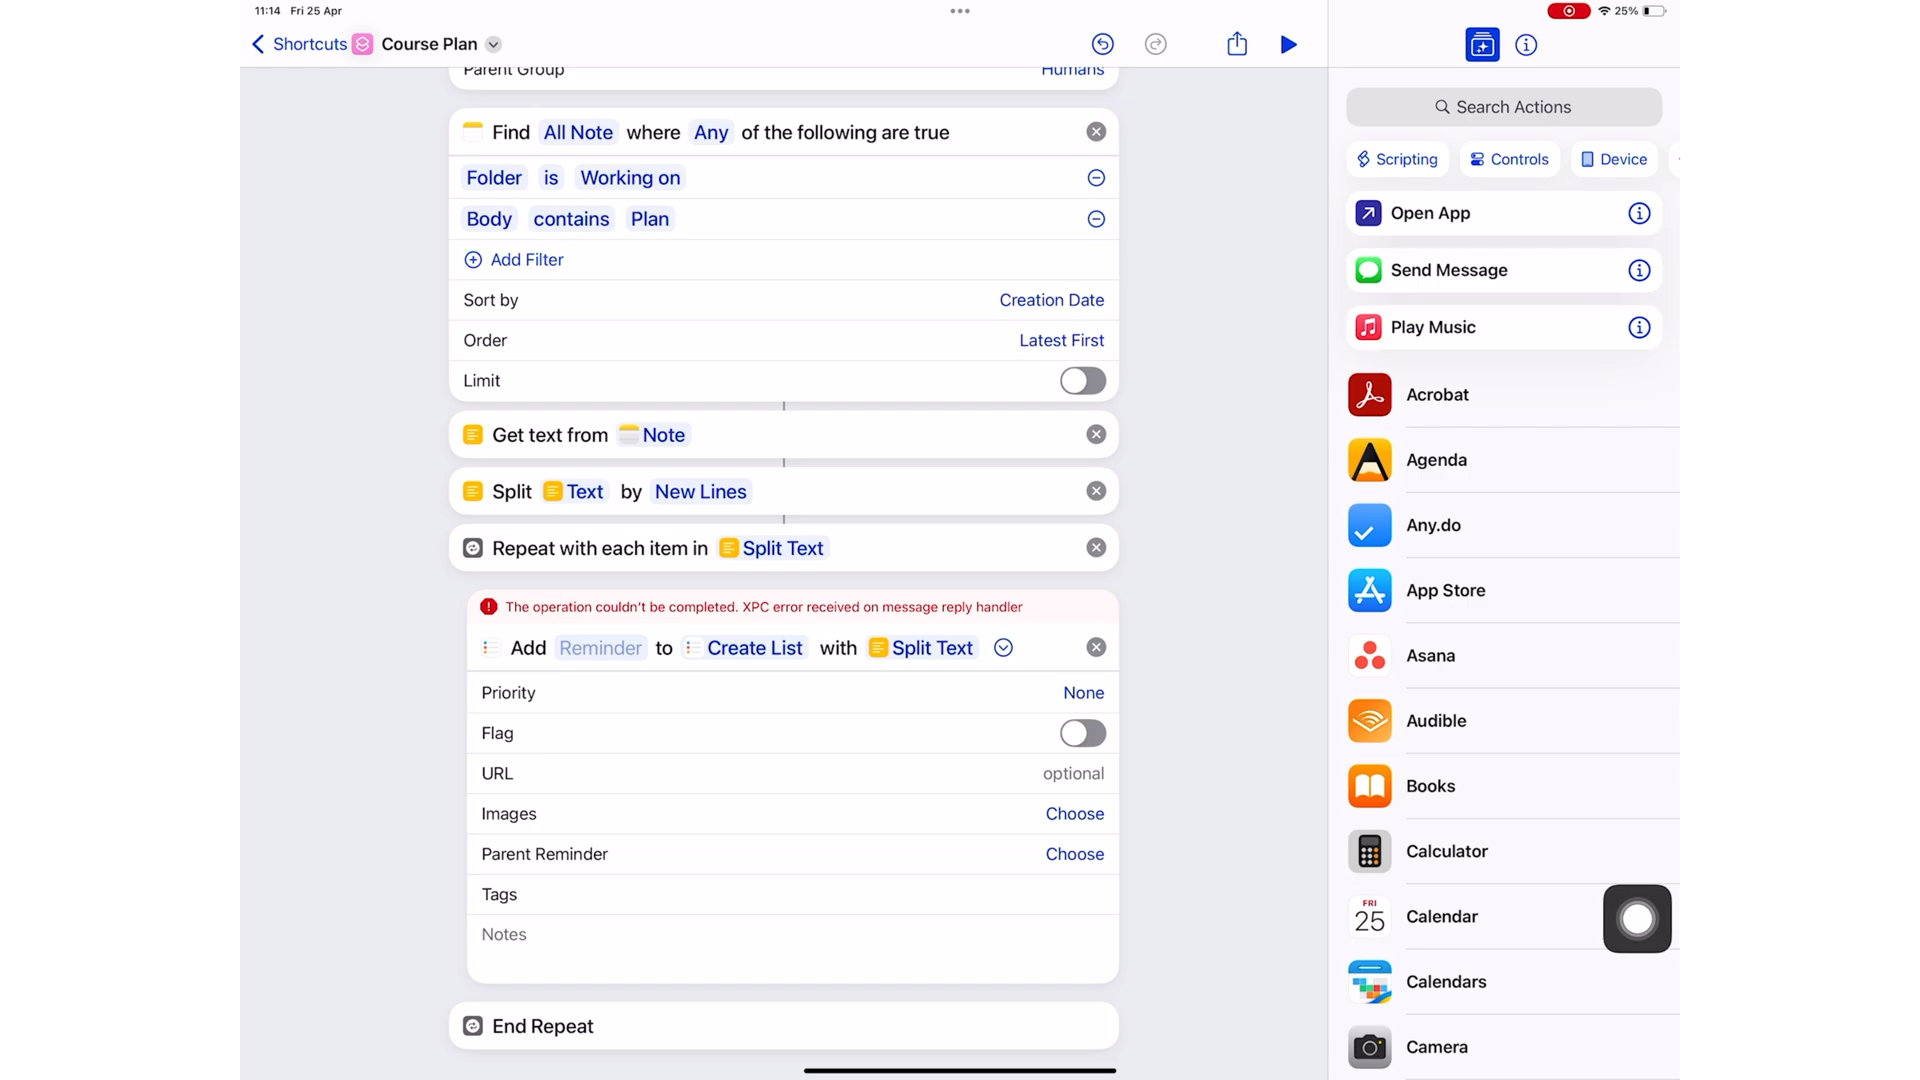 11:14 Fri 25 Apr
25%
Shortcuts Course Plan
Parent Group Humans
Find All Note where Any of the following are true
Folder is Working on
Body contains Plan
Add Filter
Sort by Creation Date
Order Latest First
Limit
Get text from Note
Split Text by New Lines
Repeat with each item in Split Text
The operation couldn't be completed. XPC error received on message reply handler
Add Reminder to Create List with Split Text
Priority None
Flag
URL optional
Images Choose
Parent Reminder Choose
Tags
Notes
End Repeat
Search Actions
Scripting Controls Device
Open App
Send Message
Play Music
Acrobat
Agenda
Any.do
App Store
Asana
Audible
Books
Calculator
FRI
25
Calendar
Calendars
Camera